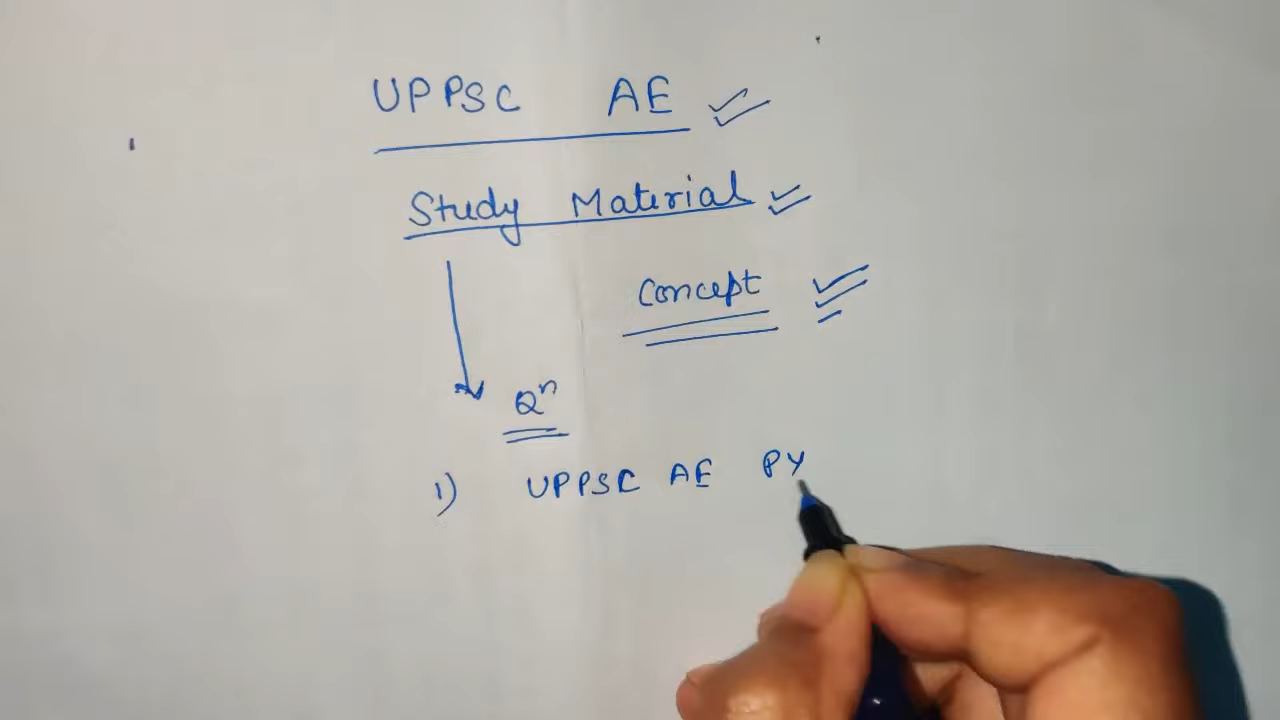 UPPSC AE
Study Material
Concept
Qⁿ
1) UPPSC AE PY